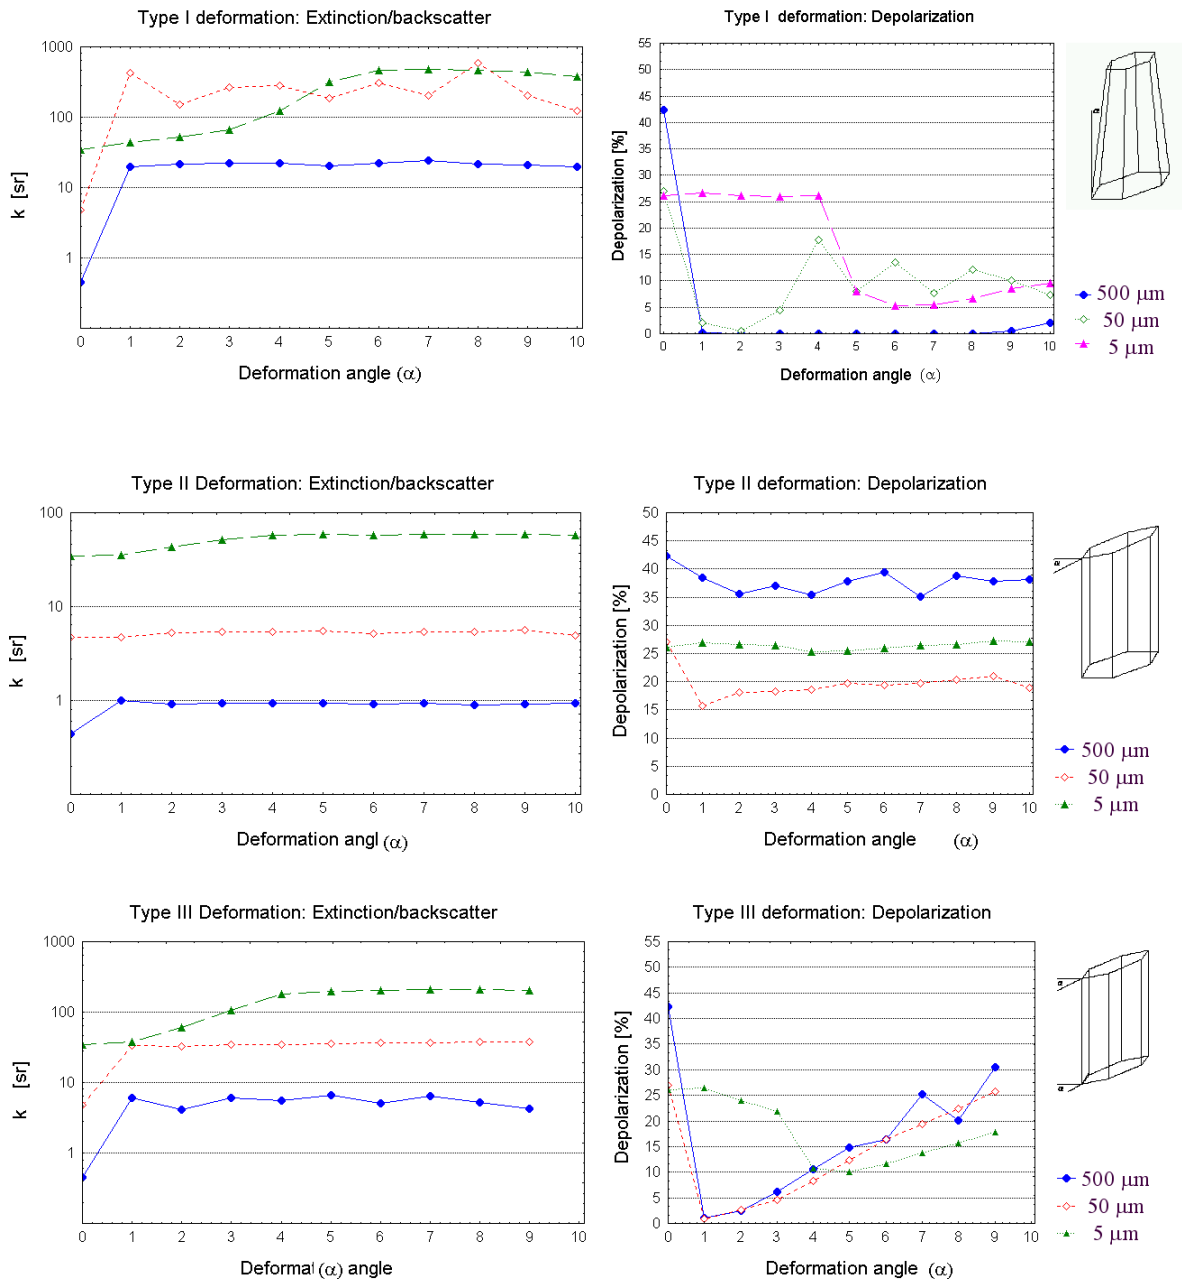 Type I deformation: Extinction/backscatter
1000
100
10
1
k [sr]
0 1 2 3 4 5 6 7 8 9 10
Deformation angle (α)
Type I deformation: Depolarization
55
50
45
40
35
30
25
20
15
10
5
0
Depolarization [%]
0 1 2 3 4 5 6 7 8 9 10
Deformation angle (α)
α
500 μm
50 μm
5 μm
Type II Deformation: Extinction/backscatter
100
10
1
k [sr]
0 1 2 3 4 5 6 7 8 9 10
Deformation angl (α)
Type II deformation: Depolarization
50
45
40
35
30
25
20
15
10
5
0
Depolarization [%]
0 1 2 3 4 5 6 7 8 9 10
Deformation angle (α)
α
500 μm
50 μm
5 μm
Type III Deformation: Extinction/backscatter
1000
100
10
1
k [sr]
0 1 2 3 4 5 6 7 8 9 10
Deformat (α) angle
Type III deformation: Depolarization
55
50
45
40
35
30
25
20
15
10
5
0
Depolarization [%]
0 1 2 3 4 5 6 7 8 9 10
Deformation angle (α)
α
α
500 μm
50 μm
5 μm